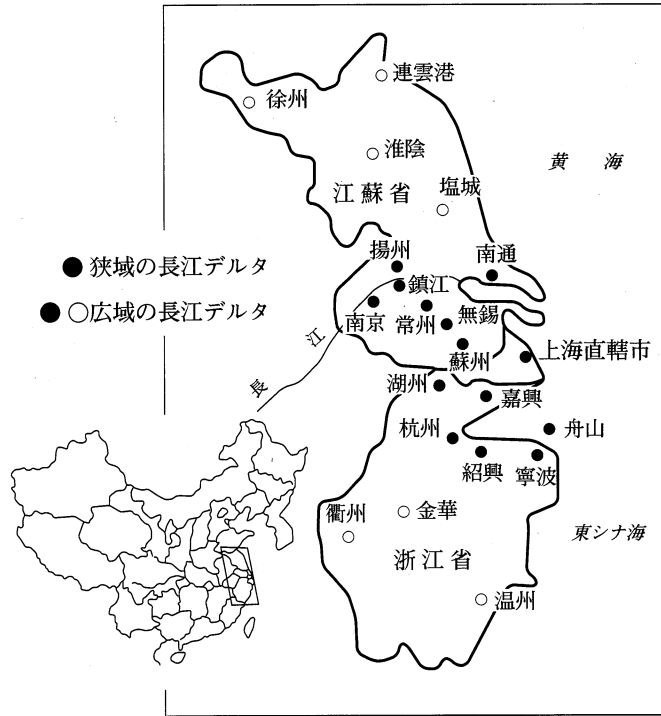 連雲港
徐州
淮陰
黄海
江蘇省
塩城
揚州
南通
● 狭域の長江デルタ
鎮江
● ○広域の長江デルタ
南京
常州
無錫
長江
蘇州
上海直轄市
湖州
嘉興
杭州
舟山
紹興
寧波
衢州
金華
東シナ海
浙江省
温州